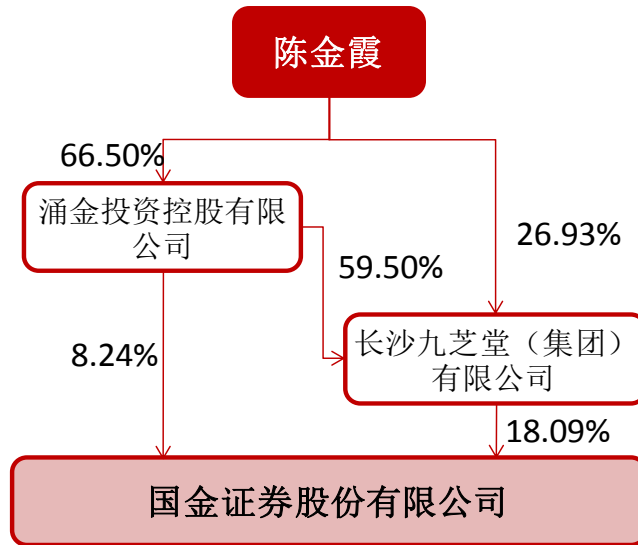 陈金霞
66.50%
涌金投资控股有限
公司
26.93%
59.50%
长沙九芝堂（集团）
有限公司
8.24%
18.09%
国金证券股份有限公司